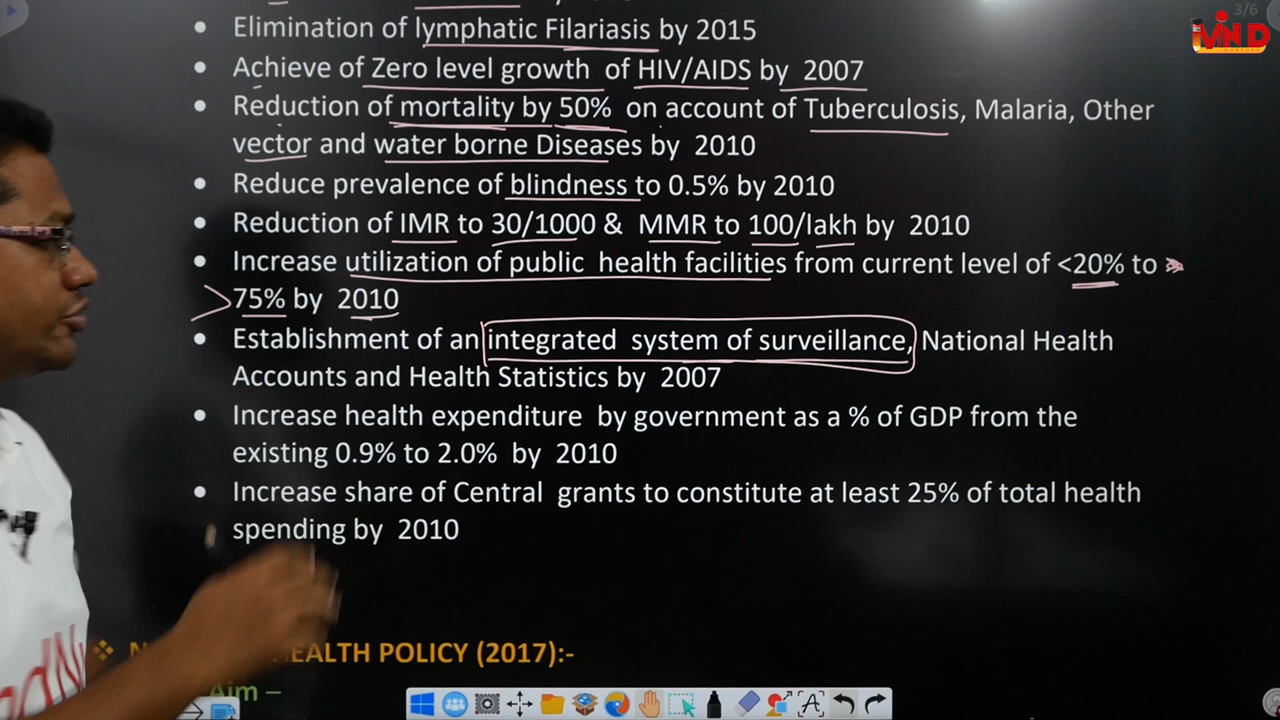 3/6
MIND
• Elimination of lymphatic Filariasis by 2015
• Achieve of Zero level growth of HIV/AIDS by 2007
• Reduction of mortality by 50% on account of Tuberculosis, Malaria, Other
vector and water borne Diseases by 2010
• Reduce prevalence of blindness to 0.5% by 2010
• Reduction of IMR to 30/1000 & MMR to 100/lakh by 2010
• Increase utilization of public health facilities from current level of <20% to
>75% by 2010
• Establishment of an integrated system of surveillance, National Health
Accounts and Health Statistics by 2007
• Increase health expenditure by government as a % of GDP from the
existing 0.9% to 2.0% by 2010
• Increase share of Central grants to constitute at least 25% of total health
spending by 2010
HEALTH POLICY (2017):-
Aim –